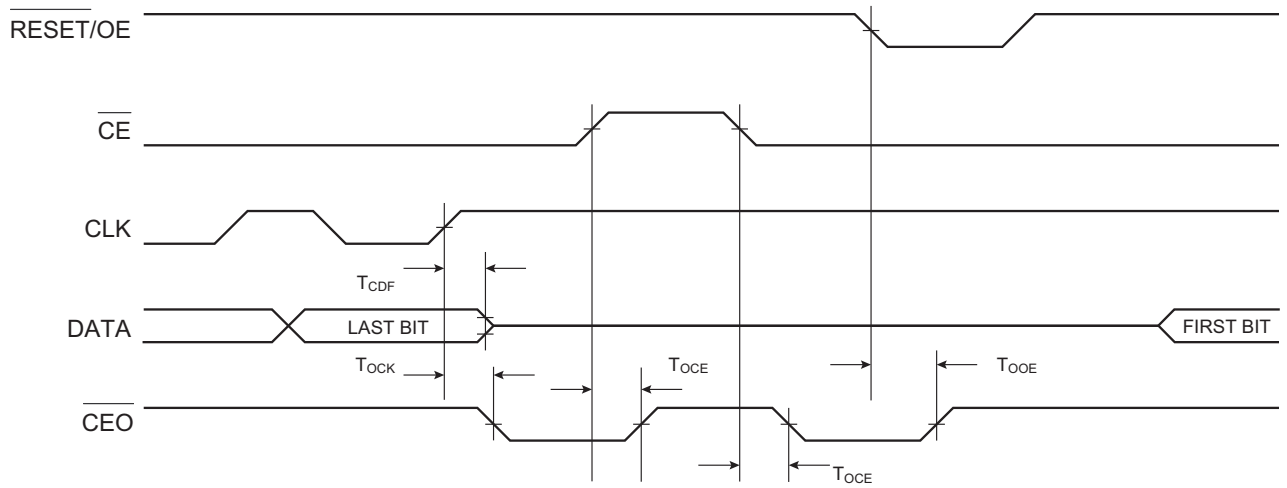 RESET/OE
CE
CLK
TCDF
DATA
LAST BIT
FIRST BIT
TOCK
TOCE
TOOE
CEO
TOCE